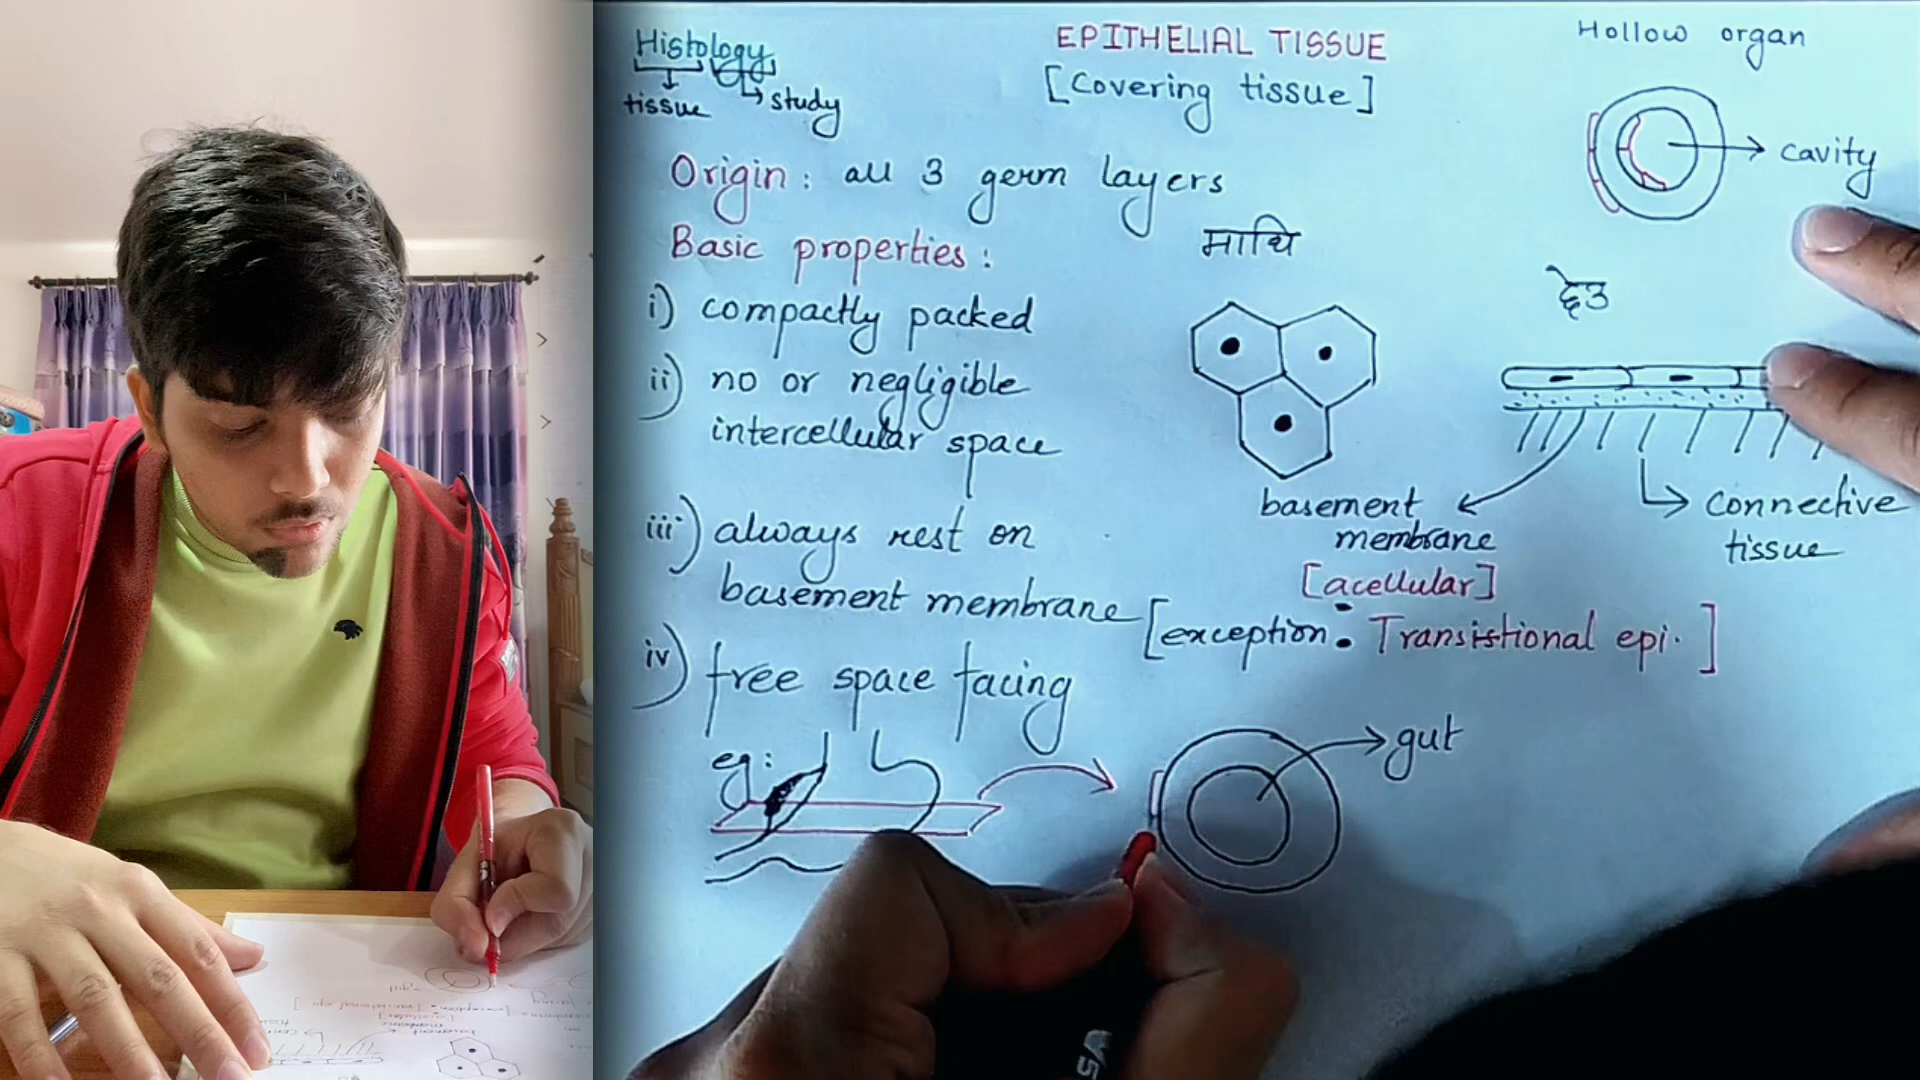 Histology
tissue
study
EPITHELIAL TISSUE
[Covering tissue]
Hollow organ
cavity
Origin: all 3 germ layers
Basic properties:
माथि
देउ
i) compactly packed
ii) no or negligible
intercellular space
iii) always rest on
basement membrane [exception: Transistional epi.]
basement
membrane
[acellular]
connective
tissue
iv) free space facing
eg:
gut